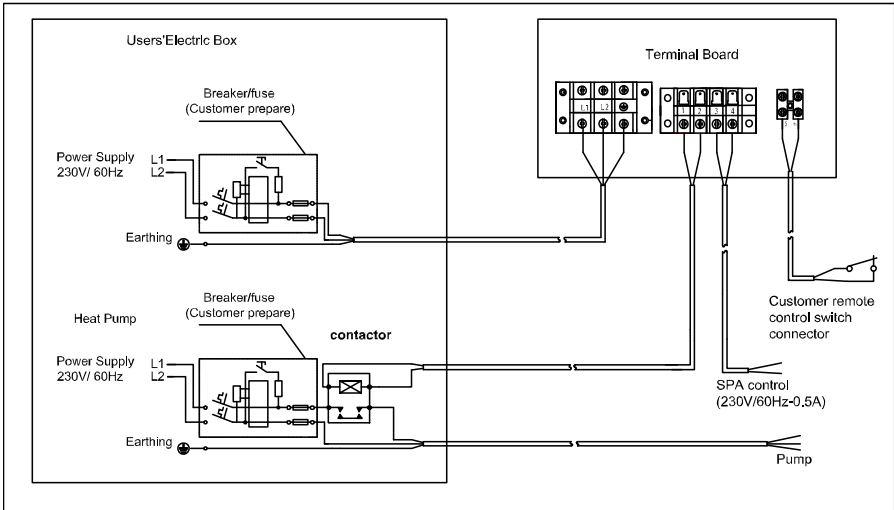 Users'Electric Box
Terminal Board
Breaker/fuse
(Customer prepare)
L1 L2
1 2 3 4
Power Supply L1
230V/ 60Hz L2
Earthing
Breaker/fuse
(Customer prepare)
Heat Pump
contactor
Customer remote
control switch
connector
Power Supply L1
230V/ 60Hz L2
SPA control
(230V/60Hz-0.5A)
Earthing
Pump